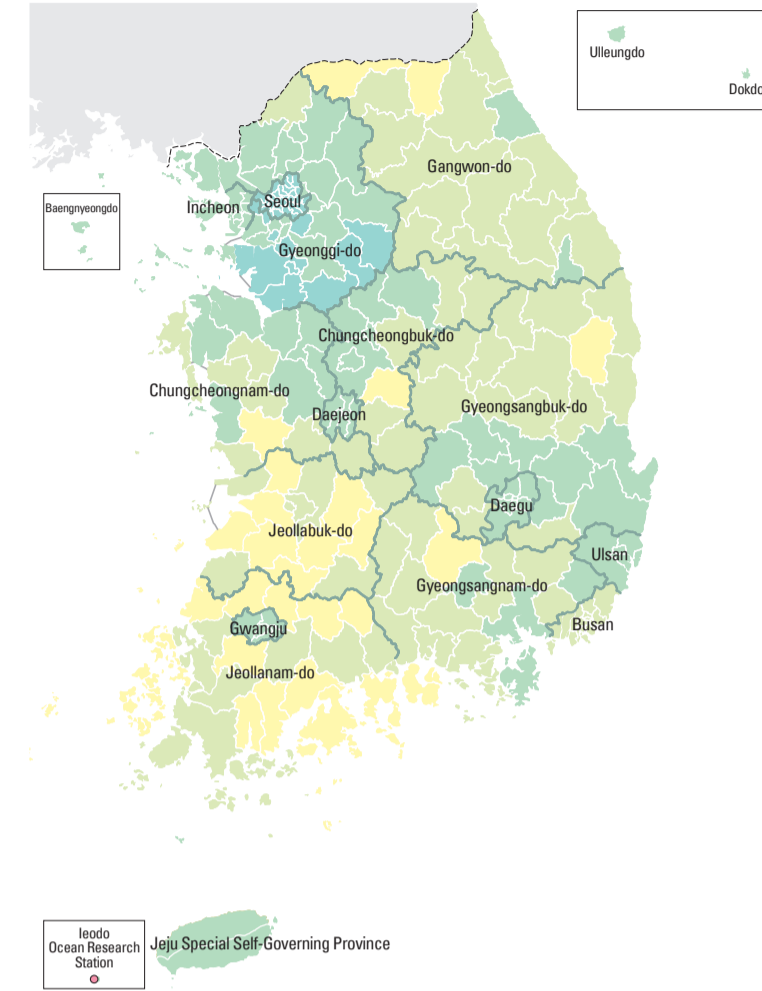 Ulleungdo
Dokdo
Gangwon-do
Baengnyeongdo
Incheon
Seoul
Gyeonggi-do
Chungcheongbuk-do
Chungcheongnam-do
Daejeon
Gyeongsangbuk-do
Daegu
Jeollabuk-do
Ulsan
Gyeongsangnam-do
Busan
Gwangju
Jeollanam-do
Ieodo
Ocean Research
Station
Jeju Special Self-Governing Province